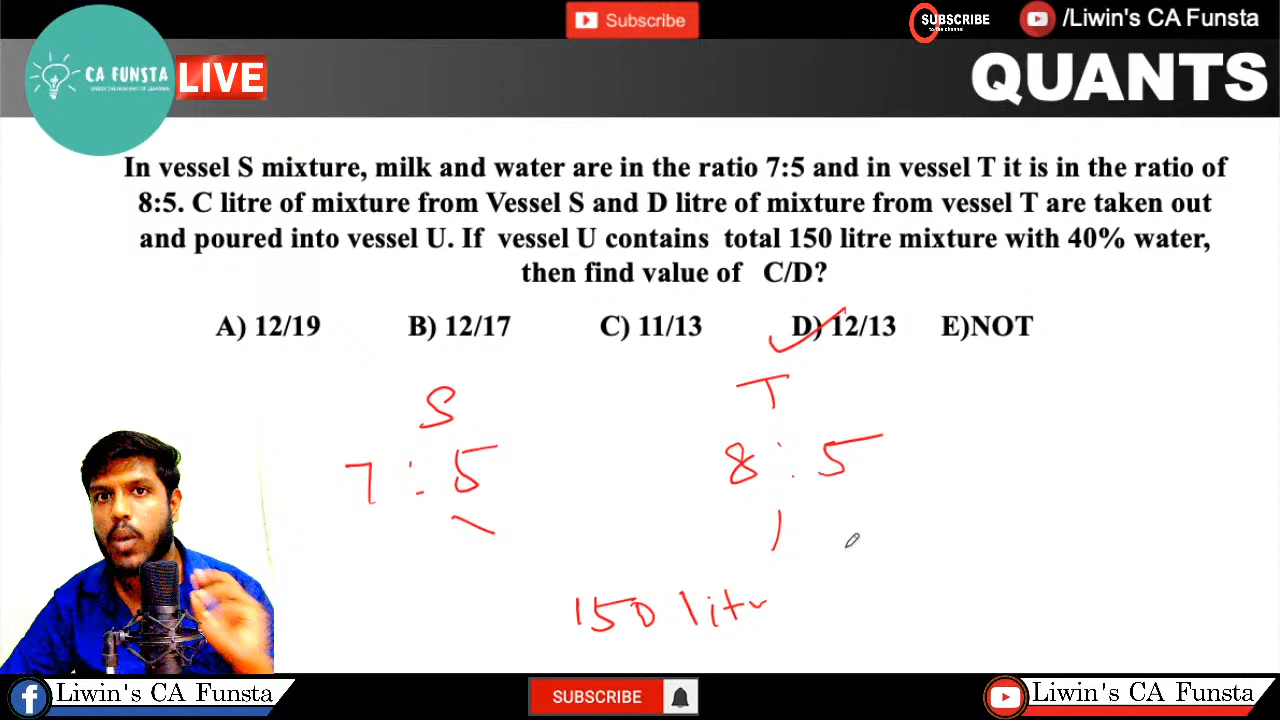 Subscribe
SUBSCRIBE
to the channel
/Liwin's CA Funsta
CA FUNSTA
LIVE
QUANTS
In vessel S mixture, milk and water are in the ratio 7:5 and in vessel T it is in the ratio of
8:5. C litre of mixture from Vessel S and D litre of mixture from vessel T are taken out
and poured into vessel U. If vessel U contains total 150 litre mixture with 40% water,
then find value of C/D?
A) 12/19 B) 12/17 C) 11/13 D) 12/13 E)NOT
S T
7 : 5 8 : 5
150 litr
Liwin's CA Funsta
SUBSCRIBE
Liwin's CA Funsta